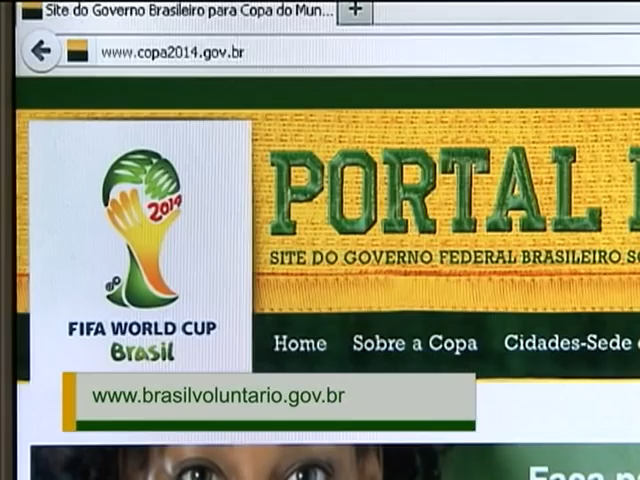 Site do Governo Brasileiro para Copa do Mun...
www.copa2014.gov.br
2014
PORTAL
SITE DO GOVERNO FEDERAL BRASILEIRO
FIFA WORLD CUP
Brasil
Home Sobre a Copa Cidades-Sede
www.brasilvoluntario.gov.br
Faça